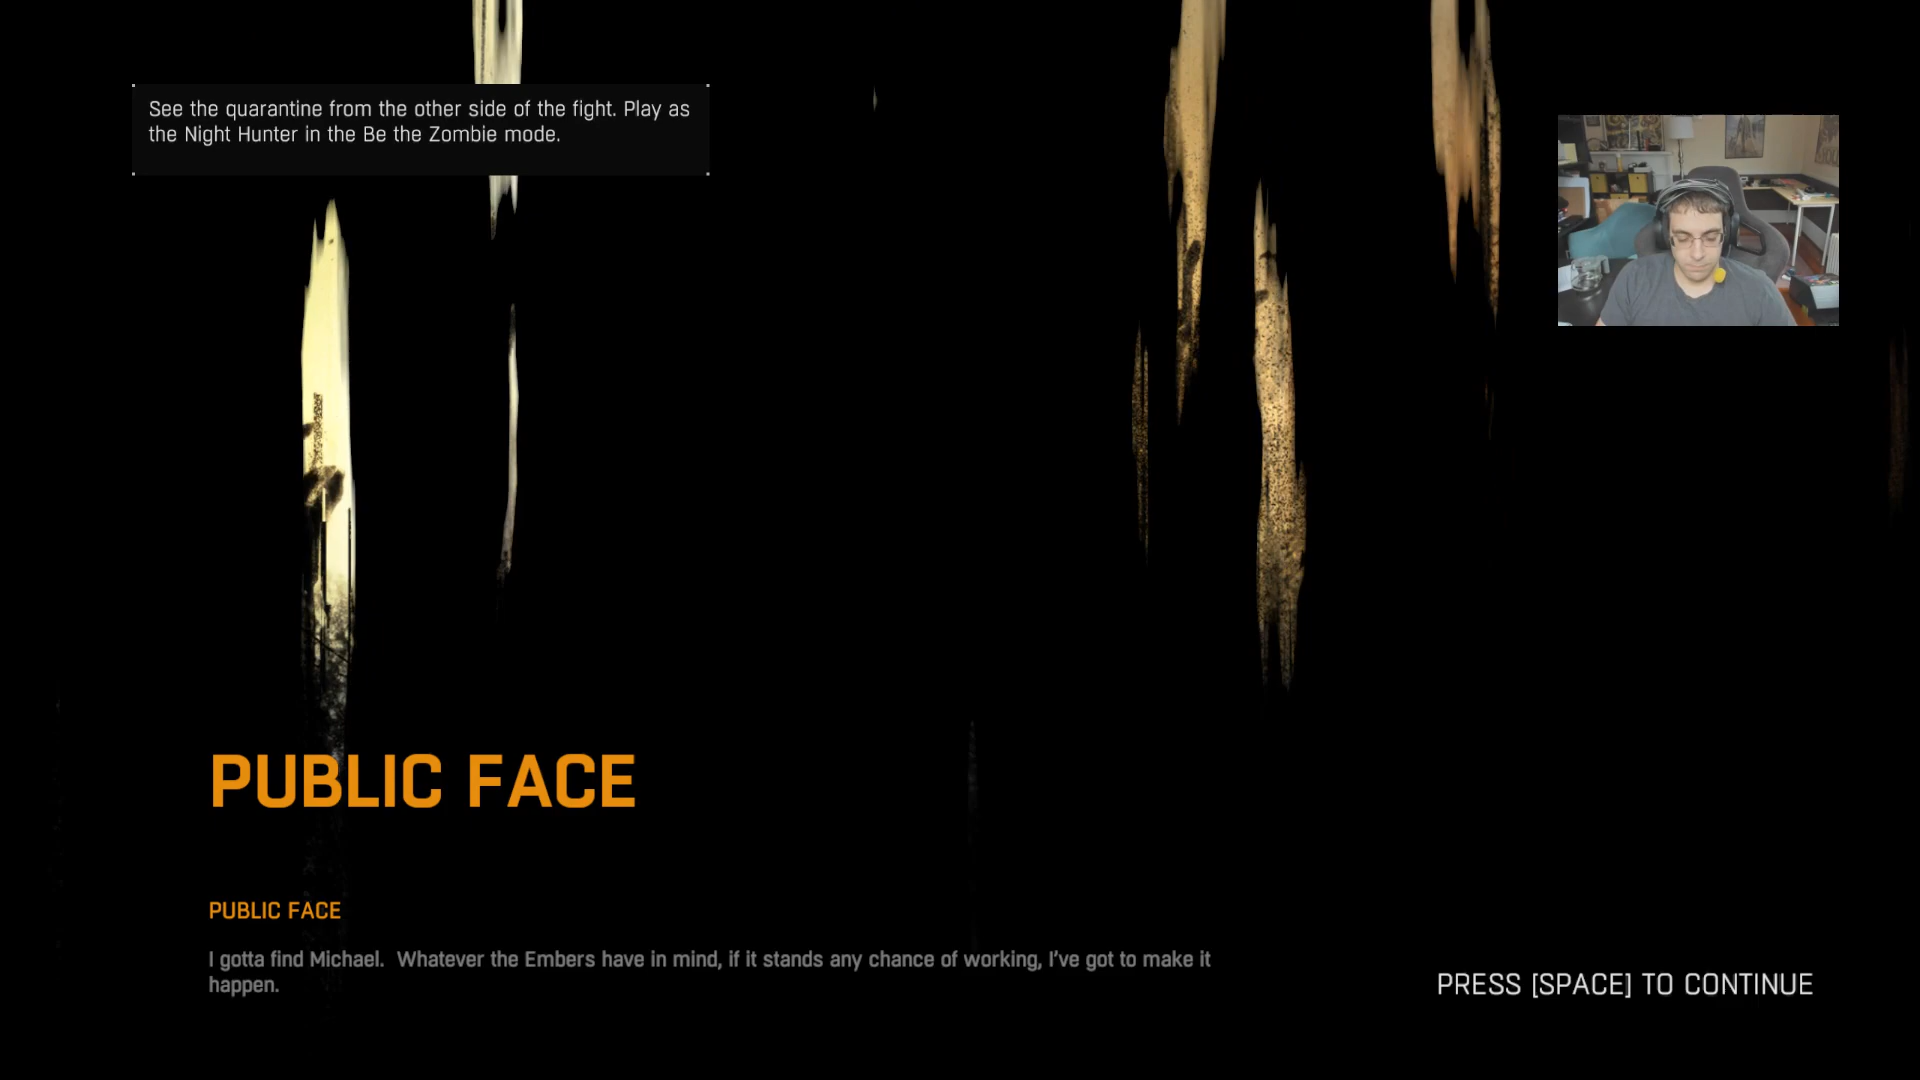 See the quarantine from the other side of the fight. Play as
the Night Hunter in the Be the Zombie mode.
PUBLIC FACE
PUBLIC FACE
I gotta find Michael.  Whatever the Embers have in mind, if it stands any chance of working, I've got to make it
happen.
PRESS [SPACE] TO CONTINUE